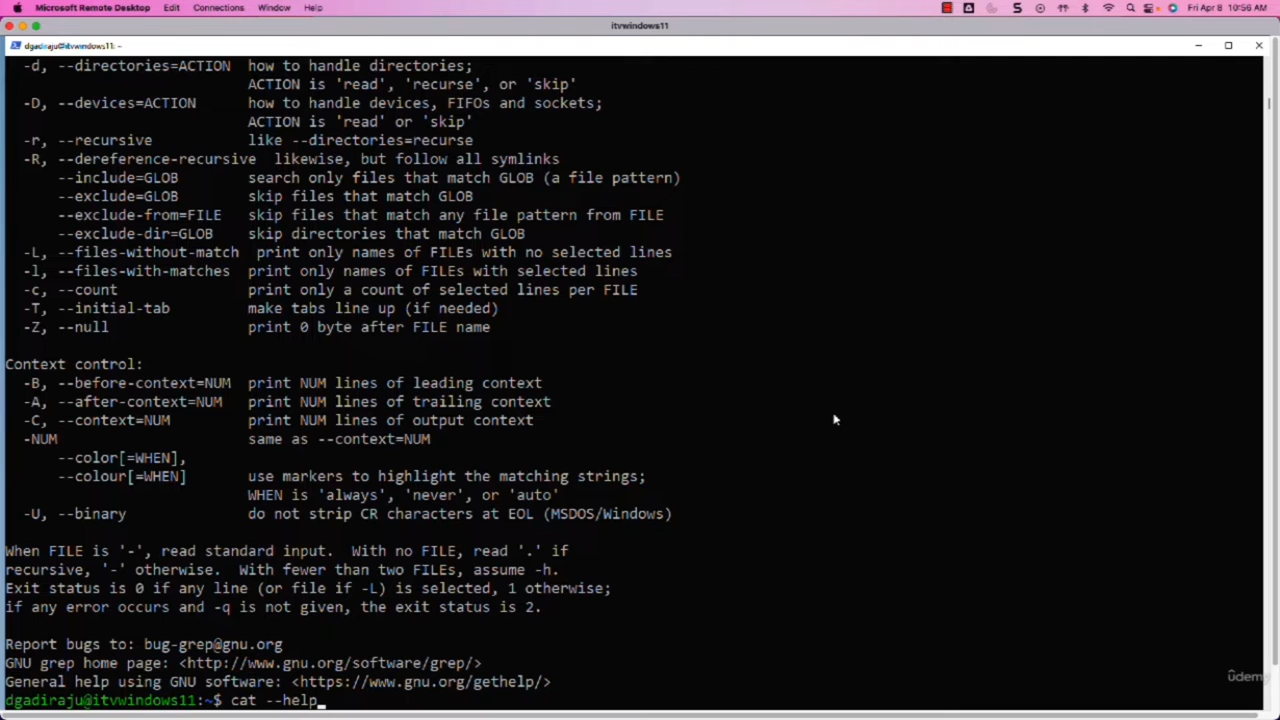 Microsoft Remote Desktop Edit Connections Window Help Fri Apr 8 10:56 AM
itvwindows11
dgadiraju@itvwindows11: ~
-d, --directories=ACTION how to handle directories;
ACTION is 'read', 'recurse', or 'skip'
-D, --devices=ACTION how to handle devices, FIFOs and sockets;
ACTION is 'read' or 'skip'
-r, --recursive like --directories=recurse
-R, --dereference-recursive likewise, but follow all symlinks
--include=GLOB search only files that match GLOB (a file pattern)
--exclude=GLOB skip files that match GLOB
--exclude-from=FILE skip files that match any file pattern from FILE
--exclude-dir=GLOB skip directories that match GLOB
-L, --files-without-match print only names of FILEs with no selected lines
-l, --files-with-matches print only names of FILEs with selected lines
-c, --count print only a count of selected lines per FILE
-T, --initial-tab make tabs line up (if needed)
-Z, --null print 0 byte after FILE name
Context control:
-B, --before-context=NUM print NUM lines of leading context
-A, --after-context=NUM print NUM lines of trailing context
-C, --context=NUM print NUM lines of output context
-NUM same as --context=NUM
--color[=WHEN],
--colour[=WHEN] use markers to highlight the matching strings;
WHEN is 'always', 'never', or 'auto'
-U, --binary do not strip CR characters at EOL (MSDOS/Windows)
When FILE is '-', read standard input. With no FILE, read '.' if
recursive, '-' otherwise. With fewer than two FILEs, assume -h.
Exit status is 0 if any line (or file if -L) is selected, 1 otherwise;
if any error occurs and -q is not given, the exit status is 2.
Report bugs to: bug-grep@gnu.org
GNU grep home page: <http://www.gnu.org/software/grep/>
General help using GNU software: <https://www.gnu.org/gethelp/>
ûdemy
dgadiraju@itvwindows11:~$ cat --help